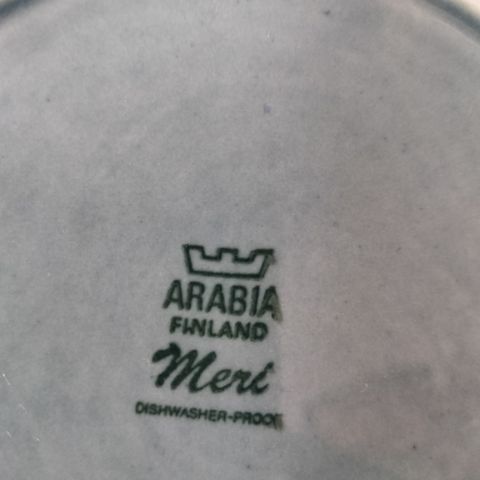 ARABIA
FINLAND
Meri
DISHWASHER-PROOF